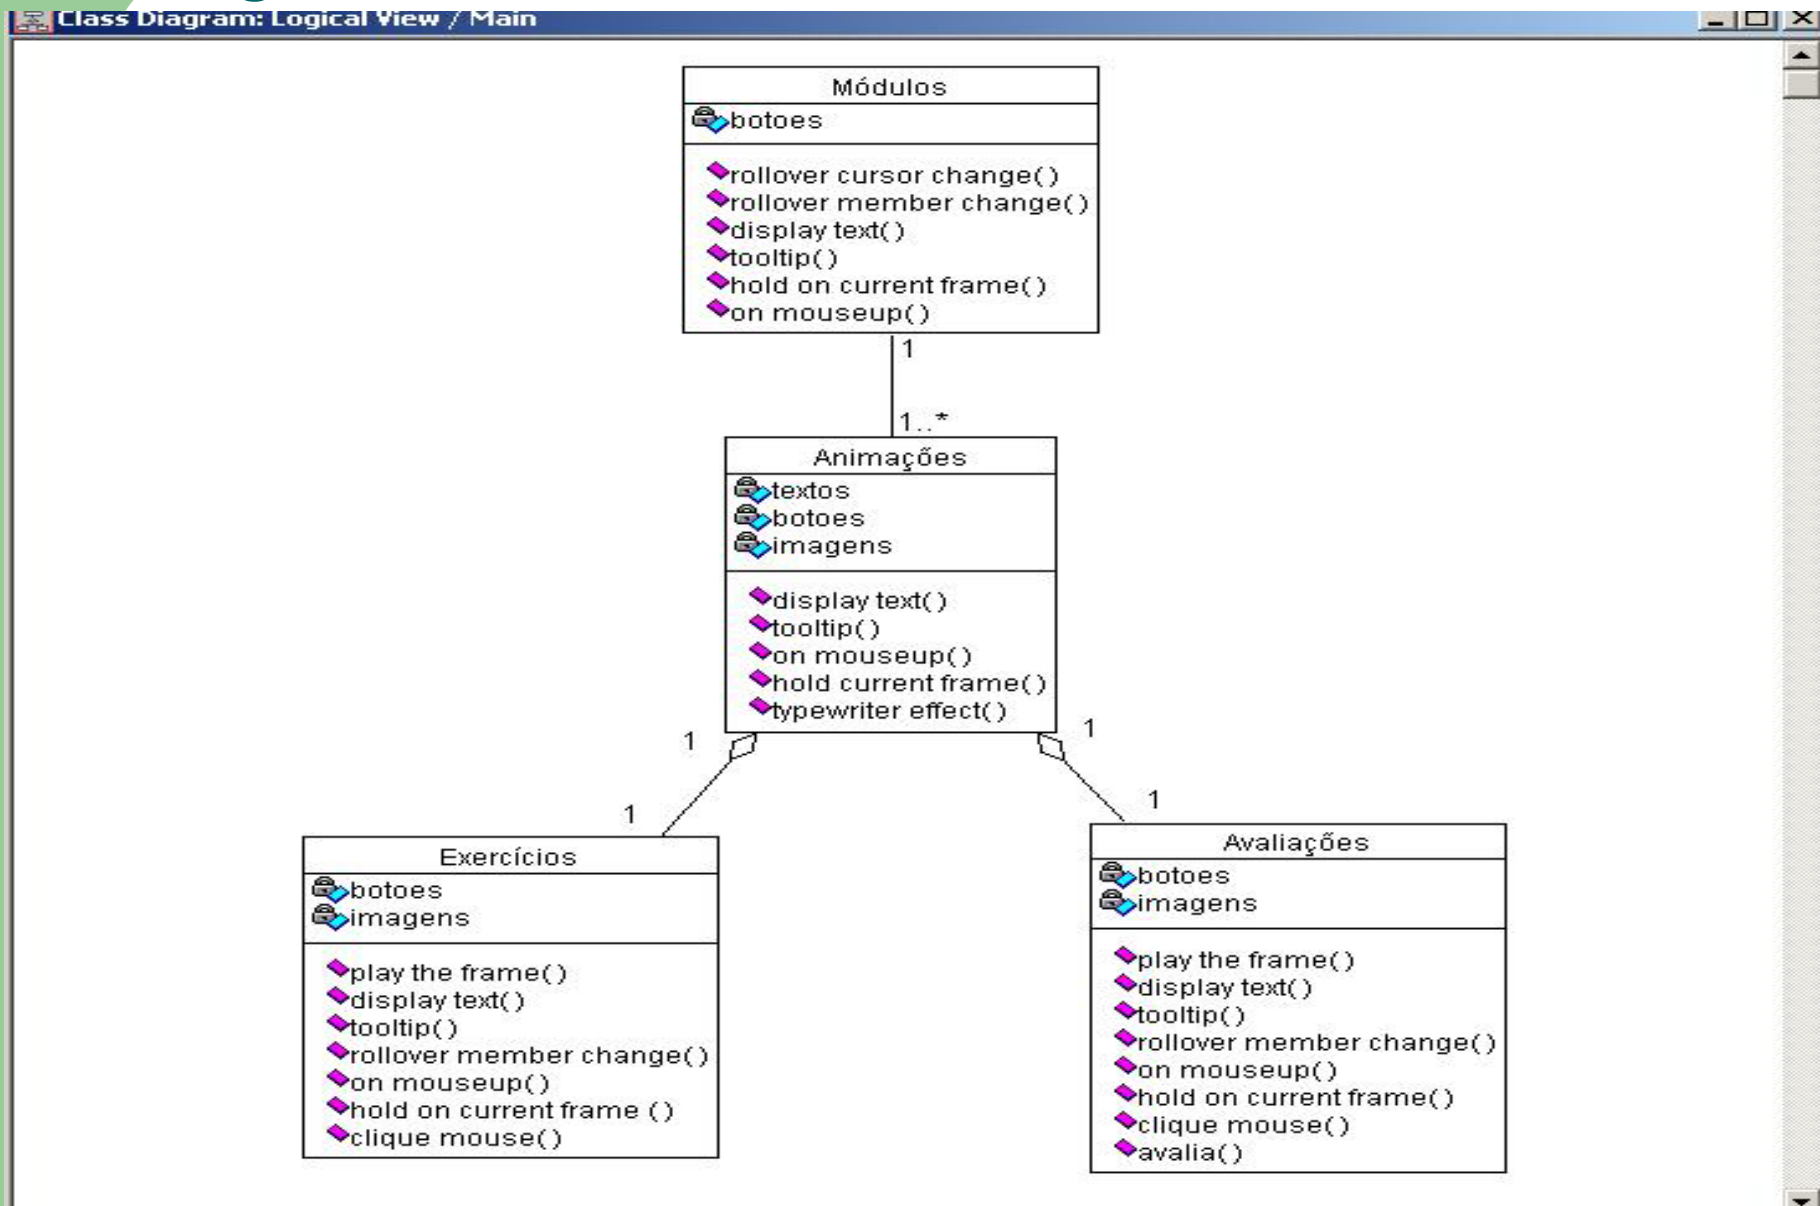 Class Diagram: Logical View / Main
Módulos
botoes
rollover cursor change()
rollover member change()
display text()
tooltip()
hold on current frame()
on mouseup()
1
1..*
Animações
textos
botoes
imagens
display text()
tooltip()
on mouseup()
hold current frame()
typewriter effect()
1
1
1
1
Exercícios
botoes
imagens
play the frame()
display text()
tooltip()
rollover member change()
on mouseup()
hold on current frame ()
clique mouse()
Avaliações
botoes
imagens
play the frame()
display text()
tooltip()
rollover member change()
on mouseup()
hold on current frame()
clique mouse()
avalia()